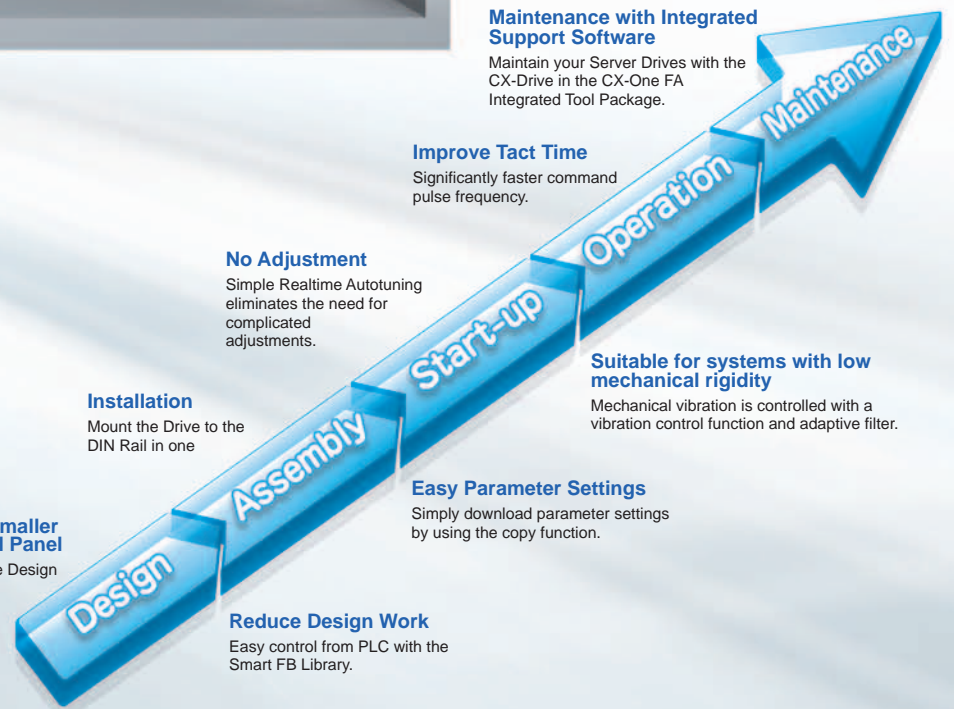 Maintenance with Integrated
Support Software
Maintain your Server Drives with the
CX-Drive in the CX-One FA
Integrated Tool Package.
Maintenance
Improve Tact Time
Significantly faster command
pulse frequency.
Operation
No Adjustment
Simple Realtime Autotuning
eliminates the need for
complicated
adjustments.
Start-up
Suitable for systems with low
mechanical rigidity
Mechanical vibration is controlled with a
vibration control function and adaptive filter.
Installation
Mount the Drive to the
DIN Rail in one
Assembly
Easy Parameter Settings
Simply download parameter settings
by using the copy function.
maller
Panel
Design
Design
Reduce Design Work
Easy control from PLC with the
Smart FB Library.